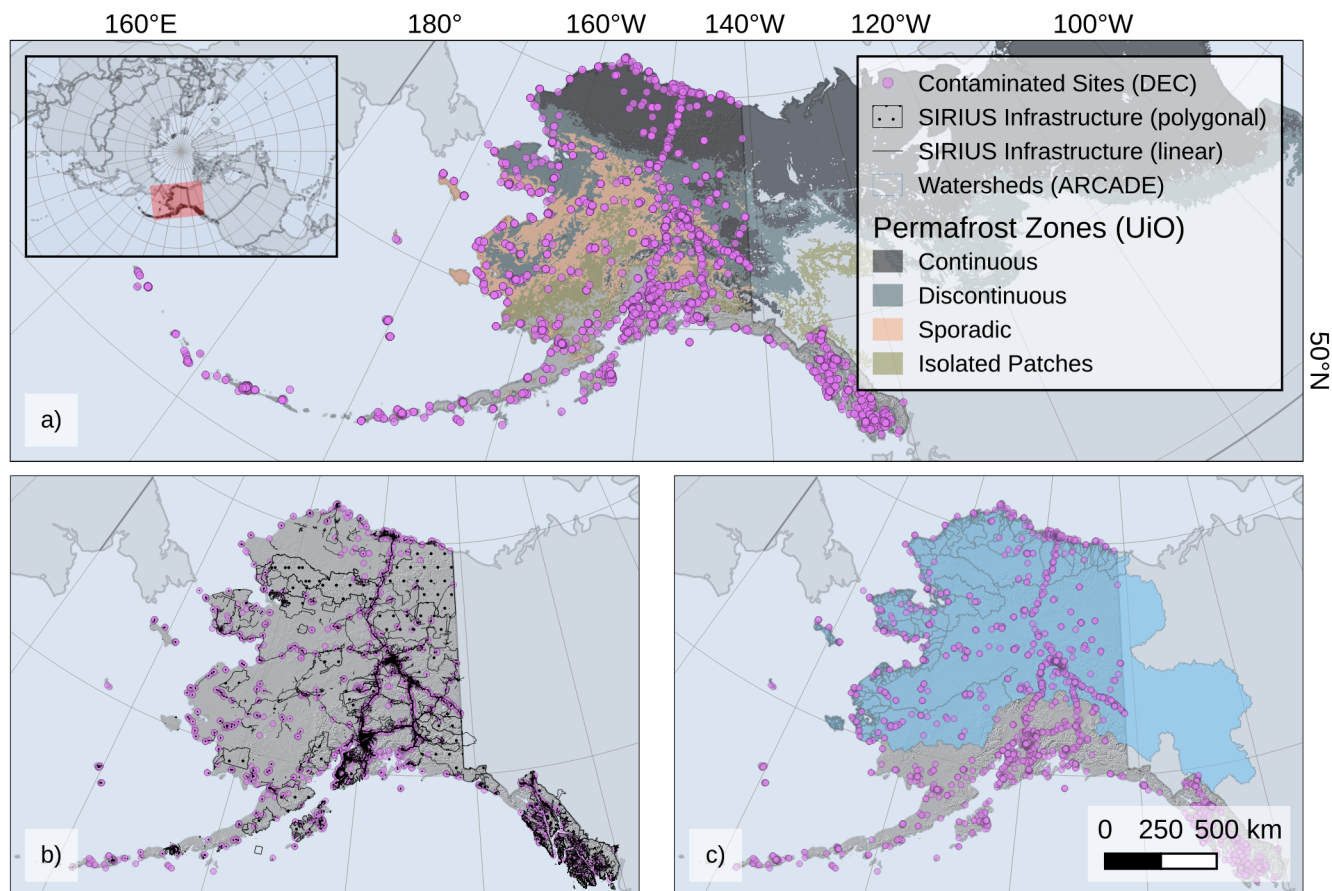 160°E 180° 160°W 140°W 120°W 100°W
Contaminated Sites (DEC)
SIRIUS Infrastructure (polygonal)
SIRIUS Infrastructure (linear)
Watersheds (ARCADE)
Permafrost Zones (UiO)
Continuous
Discontinuous
Sporadic
Isolated Patches
50°N
a)
b)
c)
0 250 500 km